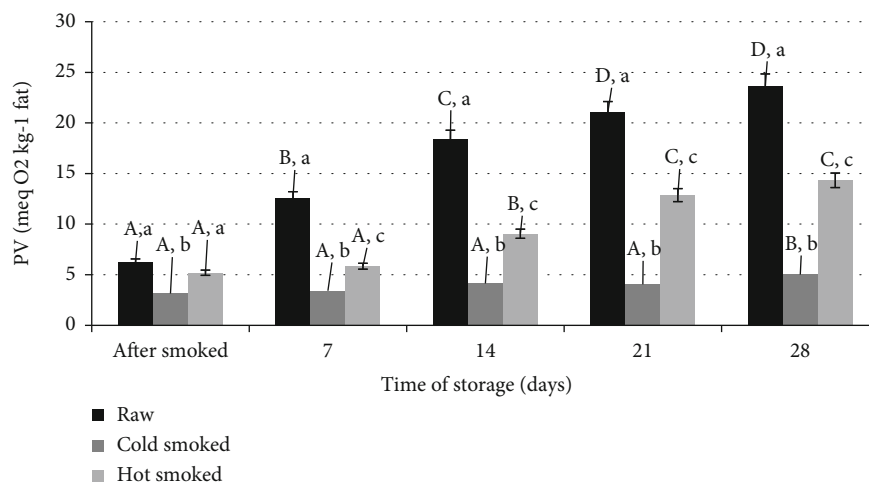 PV (meq O2 kg-1 fat)
30
25
20
15
10
5
0
A,a
A, b
A, a
B, a
A, b
A, c
C, a
A, b
B, c
D, a
A, b
C, c
D, a
B, b
C, c
After smoked
7
14
21
28
Time of storage (days)
Raw
Cold smoked
Hot smoked